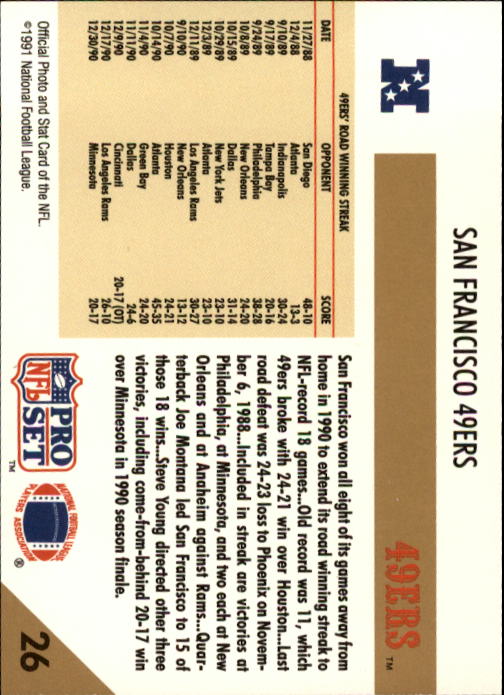 SAN FRANCISCO 49ERS
49ERS™
N
49ERS' ROAD WINNING STREAK
DATE OPPONENT SCORE
11/27/88 San Diego 48-10
12/4/88 Atlanta 13-3
9/10/89 Indianapolis 30-24
9/17/89 Tampa Bay 20-16
9/24/89 Philadelphia 38-28
10/8/89 New Orleans 24-20
10/15/89 Dallas 31-14
10/29/89 New York Jets 23-10
12/3/89 Atlanta 23-10
12/11/89 Los Angeles Rams 30-27
9/10/90 New Orleans 13-12
10/7/90 Houston 24-21
10/14/90 Atlanta 45-35
11/4/90 Green Bay 24-20
11/11/90 Dallas 24-6
12/9/90 Cincinnati 20-17 (OT)
12/17/90 Los Angeles Rams 26-10
12/30/90 Minnesota 20-17
San Francisco won all eight of its games away from
home in 1990 to extend its road winning streak to
NFL-record 18 games...Old record was 11, which
49ers broke with 24-21 win over Houston...Last
road defeat was 24-23 loss to Phoenix on Novem-
ber 6, 1988...Included in streak are victories at
Philadelphia, at Minnesota, and two each at New
Orleans and at Anaheim against Rams...Quar-
terback Joe Montana led San Francisco to 15 of
those 18 wins...Steve Young directed other three
victories, including come-from-behind 20-17 win
over Minnesota in 1990 season finale.
Official Photo and Stat Card of the NFL.
©1991 National Football League.
PRO
NFL SET™
NATIONAL FOOTBALL LEAGUE
PLAYERS ASSOCIATION®
26